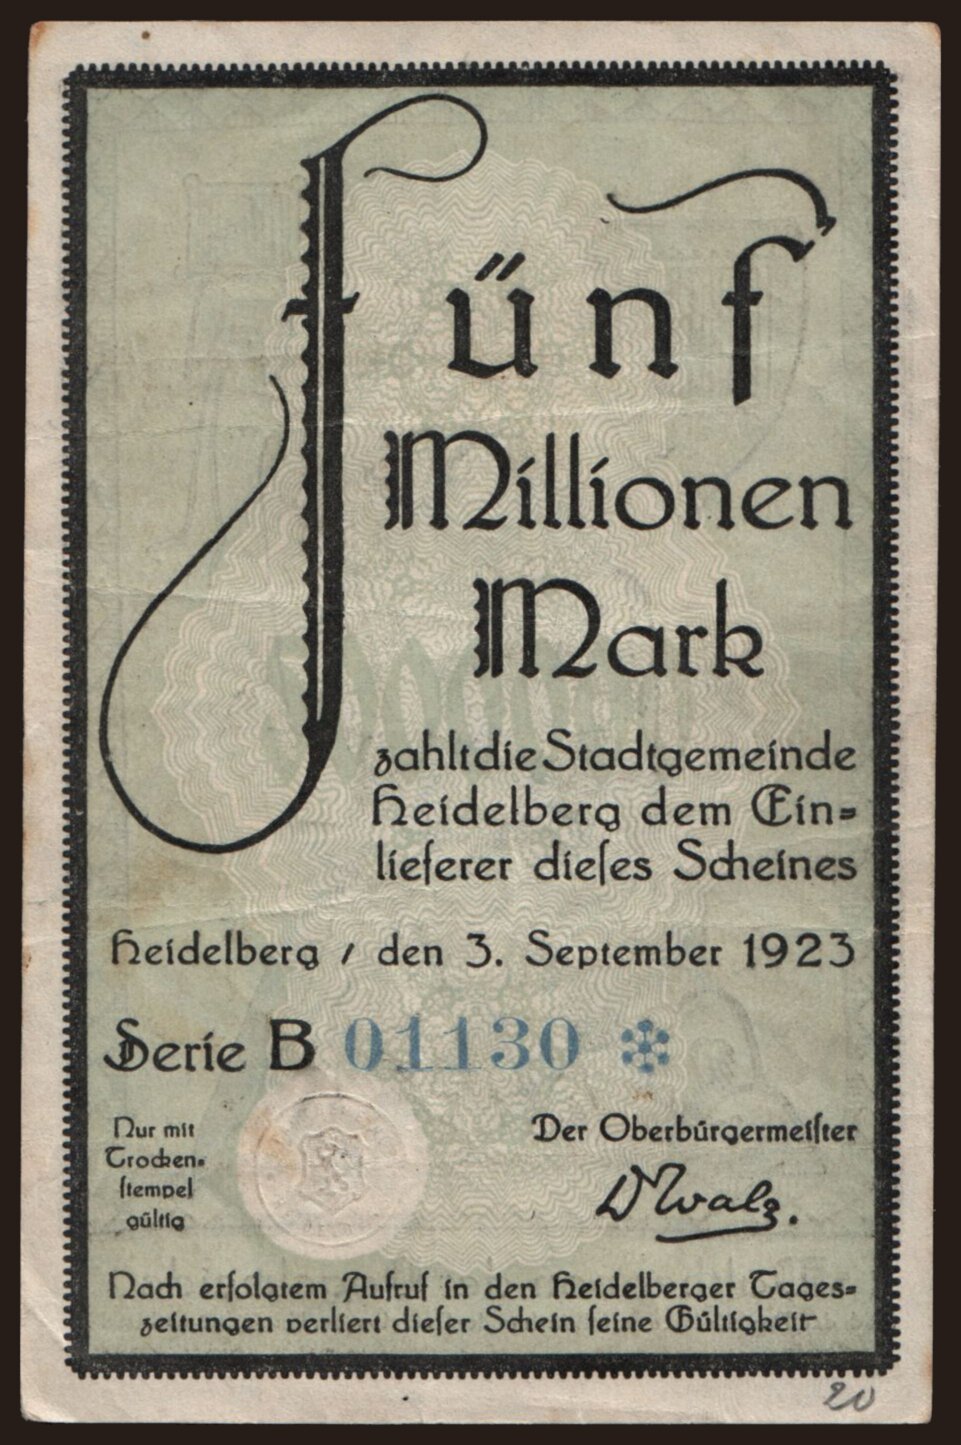 fünf
Millionen
Mark
zahlt die Stadtgemeinde
Heidelberg dem Ein=
lieferer dieſes Scheines
Heidelberg / den 3. September 1923
Serie B 01130 *
Nur mit
Trocken=
ſtempel
gültig
Der Oberbürgermeiſter
D Walz.
Nach erfolgtem Aufruf in den Heidelberger Tages=
zeitungen verliert dieſer Schein ſeine Gültigkeit
20